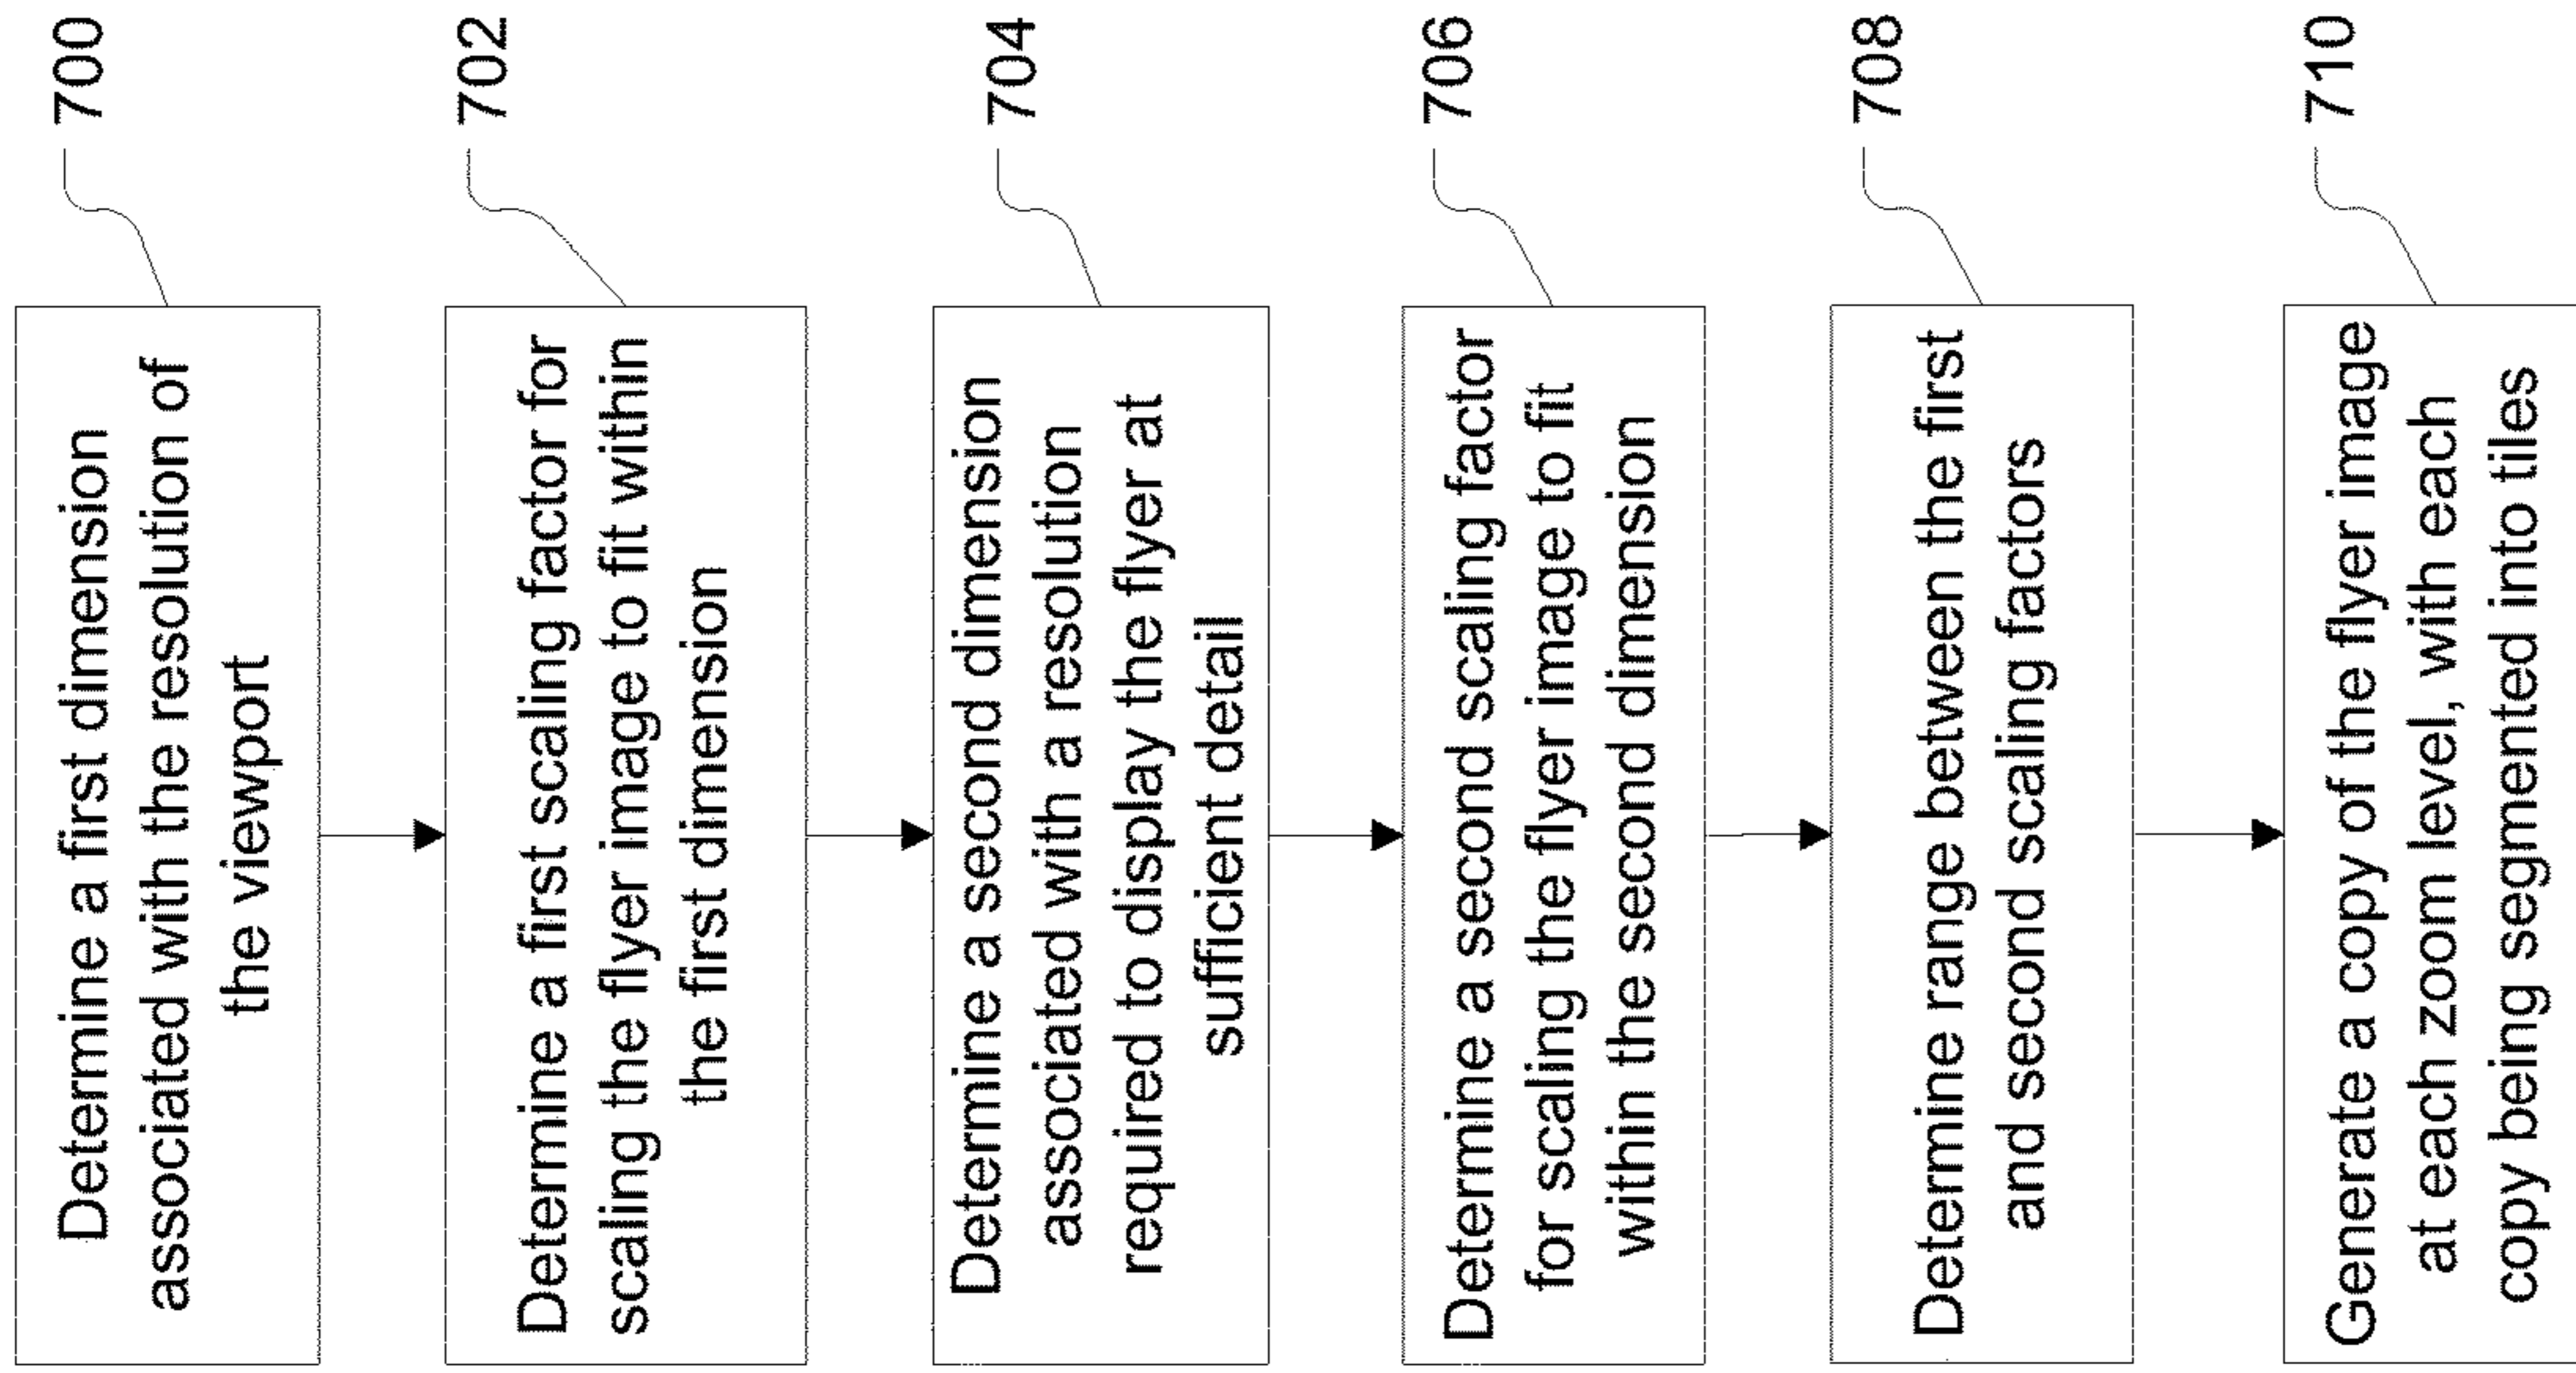 700
Determine a first dimension
associated with the resolution of
the viewport
702
Determine a first scaling factor for
scaling the flyer image to fit within
the first dimension
704
Determine a second dimension
associated with a resolution
required to display the flyer at
sufficient detail
706
Determine a second scaling factor
for scaling the flyer image to fit
within the second dimension
708
Determine range between the first
and second scaling factors
710
Generate a copy of the flyer image
at each zoom level, with each
copy being segmented into tiles